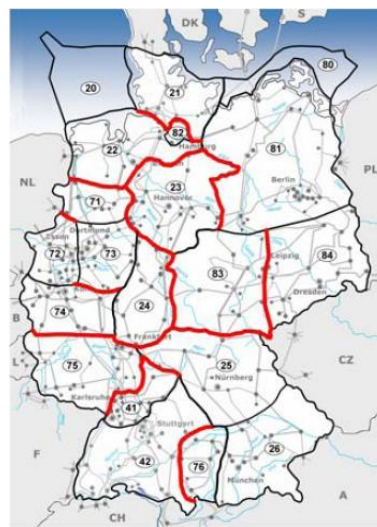 DK
S
20
21
80
82
Hamburg
22
81
NL
PL
Berlin
71
23
Hannover
Dortmund
Essen
72
73
83
Leipzig
84
Dresden
B
74
24
Frankfurt
L
CZ
75
25
Nürnberg
Karlsruhe
41
Stuttgart
F
42
76
26
München
CH
A